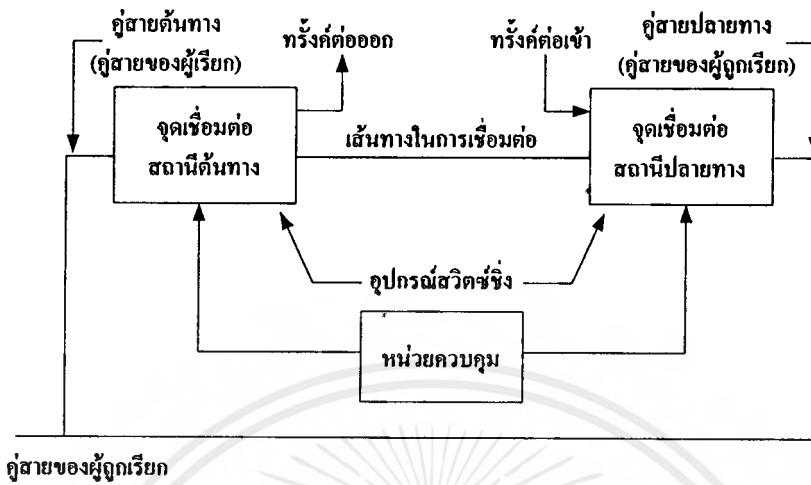 คู่สายต้นทาง
(คู่สายของผู้เรียก)
ทรั้งค์ต่อออก
ทรั้งค์ต่อเข้า
คู่สายปลายทาง
(คู่สายของผู้ถูกเรียก)
จุดเชื่อมต่อ
สถานีต้นทาง
เส้นทางในการเชื่อมต่อ
จุดเชื่อมต่อ
สถานีปลายทาง
อุปกรณ์สวิตซ์ชิ่ง
หน่วยควบคุม
คู่สายของผู้ถูกเรียก